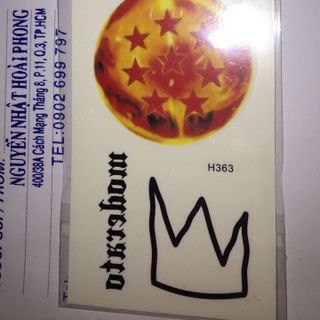 NGUYỄN NHẬT HOÀI PHONG
400/38A Cách Mạng Tháng 8, P. 11, Q.3, TP.HCM
TEL:0902 699 797
H363
moderato